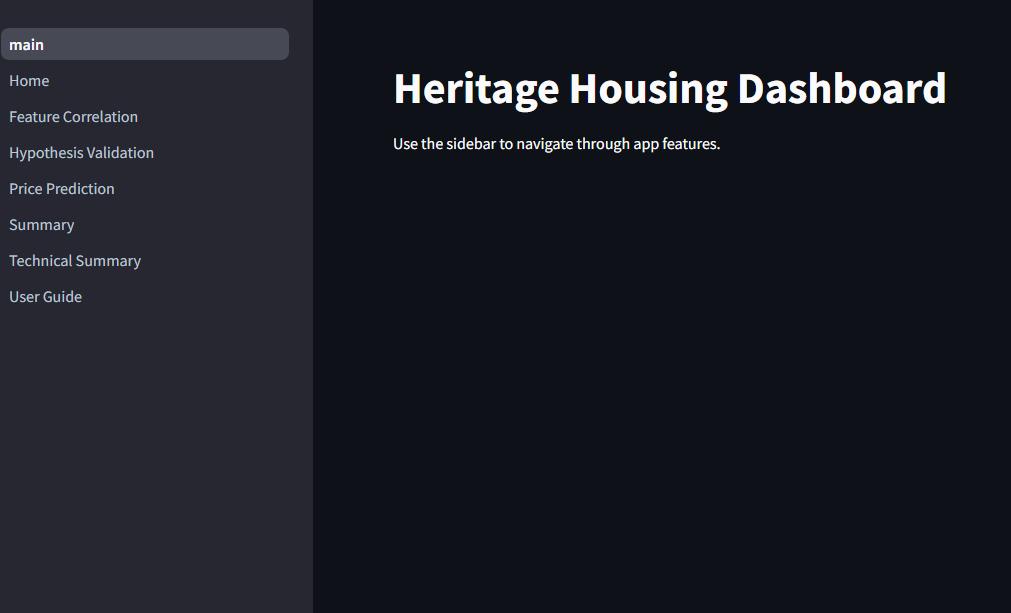 main
Home
Feature Correlation
Hypothesis Validation
Price Prediction
Summary
Technical Summary
User Guide
Heritage Housing Dashboard
Use the sidebar to navigate through app features.